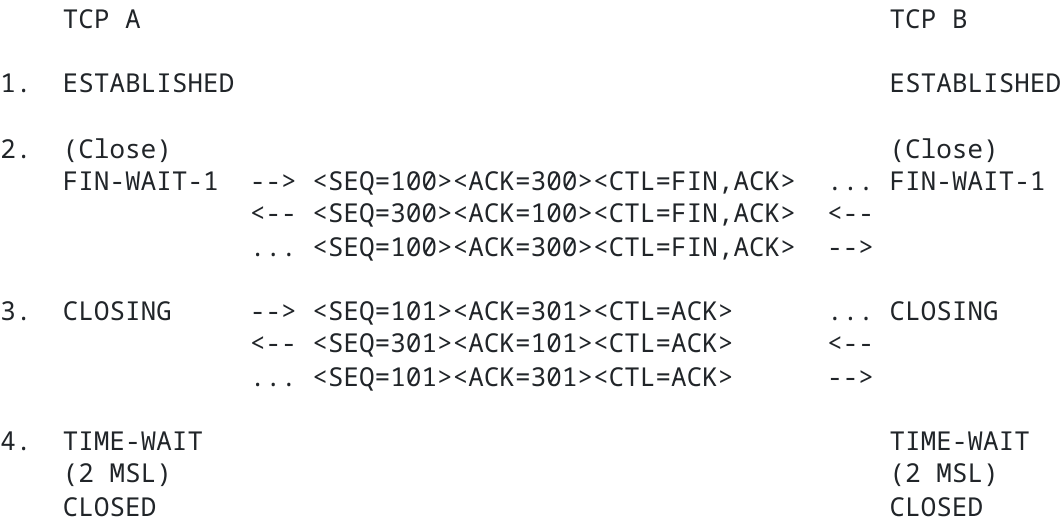 TCP A                                                TCP B
1.  ESTABLISHED                                          ESTABLISHED
2.  (Close)                                              (Close)
    FIN-WAIT-1  --> <SEQ=100><ACK=300><CTL=FIN,ACK>  ... FIN-WAIT-1
                <-- <SEQ=300><ACK=100><CTL=FIN,ACK>  <--
                ... <SEQ=100><ACK=300><CTL=FIN,ACK>  -->
3.  CLOSING     --> <SEQ=101><ACK=301><CTL=ACK>      ... CLOSING
                <-- <SEQ=301><ACK=101><CTL=ACK>      <--
                ... <SEQ=101><ACK=301><CTL=ACK>      -->
4.  TIME-WAIT                                            TIME-WAIT
    (2 MSL)                                              (2 MSL)
    CLOSED                                               CLOSED